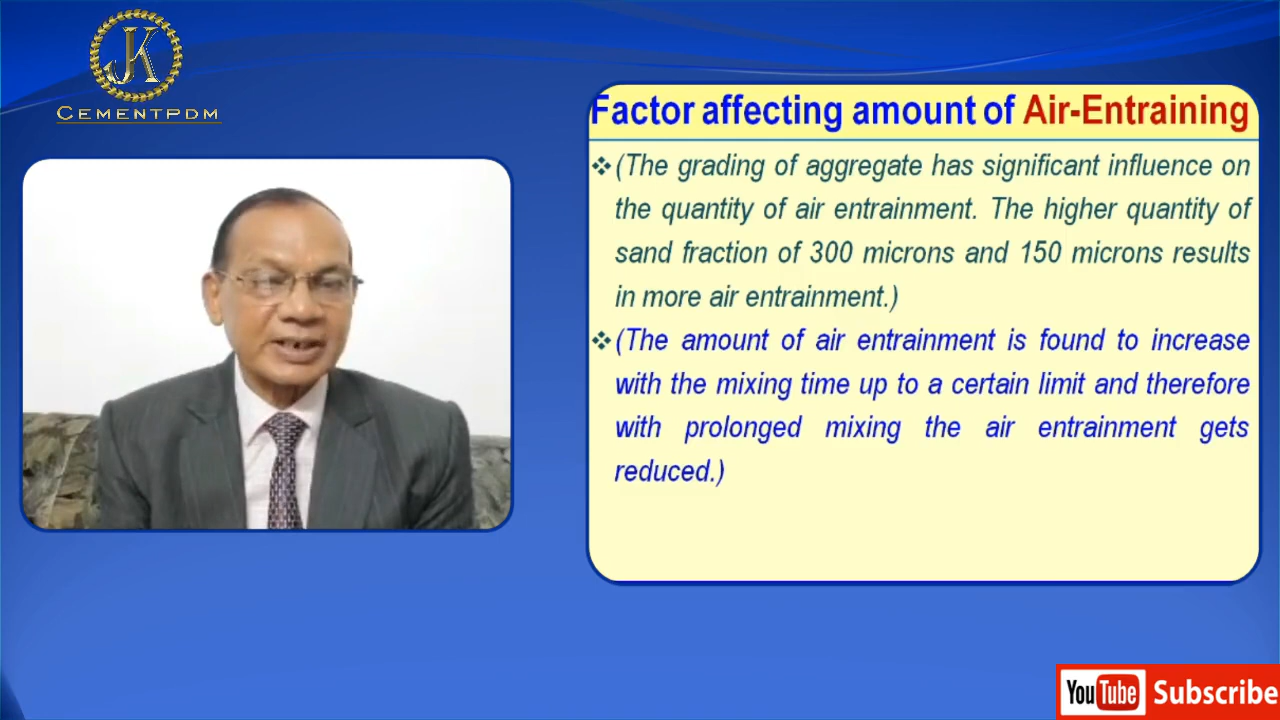 JK
CEMENTPDM
Factor affecting amount of Air-Entraining
(The grading of aggregate has significant influence on
the quantity of air entrainment. The higher quantity of
sand fraction of 300 microns and 150 microns results
in more air entrainment.)
(The amount of air entrainment is found to increase
with the mixing time up to a certain limit and therefore
with prolonged mixing the air entrainment gets
reduced.)
YouTube Subscribe